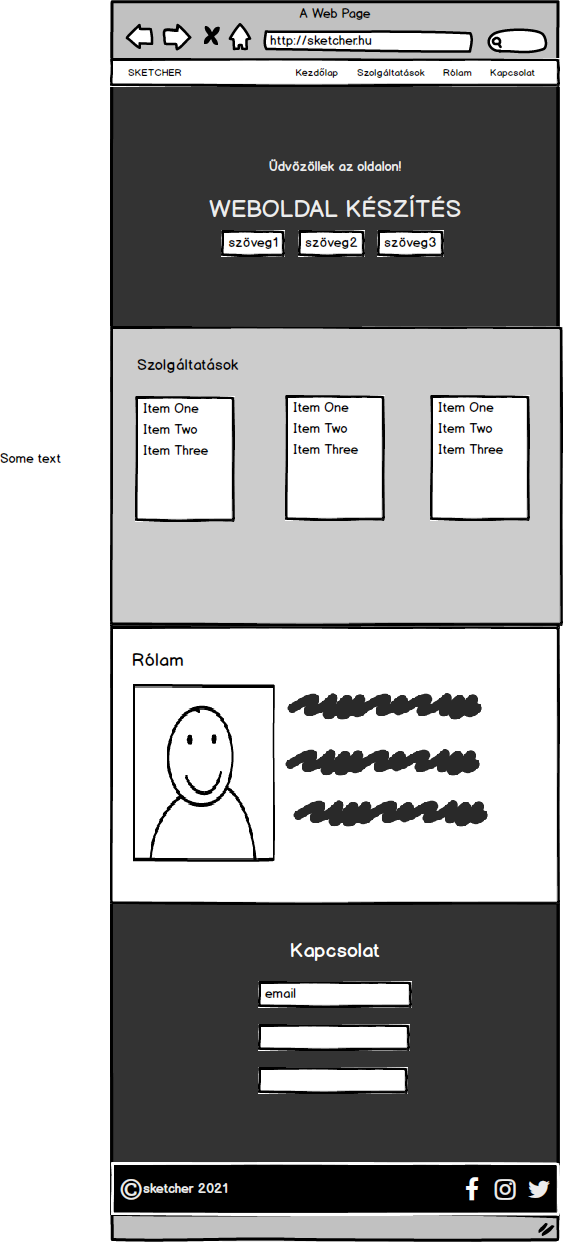 A Web Page
http://sketcher.hu
SKETCHER Kezdőlap Szolgáltatások Rólam Kapcsolat
Üdvözöllek az oldalon!
WEBOLDAL KÉSZÍTÉS
szöveg1 szöveg2 szöveg3
Szolgáltatások
Item One
Item Two
Item Three
Item One
Item Two
Item Three
Item One
Item Two
Item Three
Some text
Rólam
Kapcsolat
email
©sketcher 2021